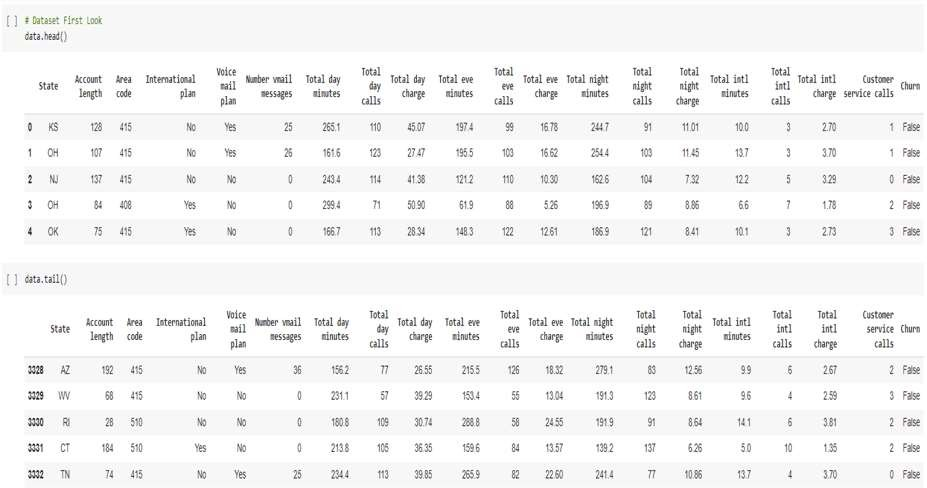 [ ] # Dataset First Look
data.head()
State Account length Area code International plan Voice mail plan Number vmail messages Total day minutes Total day calls Total day charge Total eve minutes Total eve calls Total eve charge Total night minutes Total night calls Total night charge Total intl minutes Total intl calls Total intl charge Customer service calls Churn
0 KS 128 415 No Yes 25 265.1 110 45.07 197.4 99 16.78 244.7 91 11.01 10.0 3 2.70 1 False
1 OH 107 415 No Yes 26 161.6 123 27.47 195.5 103 16.62 254.4 103 11.45 13.7 3 3.70 1 False
2 NJ 137 415 No No 0 243.4 114 41.38 121.2 110 10.30 162.6 104 7.32 12.2 5 3.29 0 False
3 OH 84 408 Yes No 0 299.4 71 50.90 61.9 88 5.26 196.9 89 8.86 6.6 7 1.78 2 False
4 OK 75 415 Yes No 0 166.7 113 28.34 148.3 122 12.61 186.9 121 8.41 10.1 3 2.73 3 False
[ ] data.tail()
State Account length Area code International plan Voice mail plan Number vmail messages Total day minutes Total day calls Total day charge Total eve minutes Total eve calls Total eve charge Total night minutes Total night calls Total night charge Total intl minutes Total intl calls Total intl charge Customer service calls Churn
3328 AZ 192 415 No Yes 36 156.2 77 26.55 215.5 126 18.32 279.1 83 12.56 9.9 6 2.67 2 False
3329 WV 68 415 No No 0 231.1 57 39.29 153.4 55 13.04 191.3 123 8.61 9.6 4 2.59 3 False
3330 RI 28 510 No No 0 180.8 109 30.74 288.8 58 24.55 191.9 91 8.64 14.1 6 3.81 2 False
3331 CT 184 510 Yes No 0 213.8 105 36.35 159.6 84 13.57 139.2 137 6.26 5.0 10 1.35 2 False
3332 TN 74 415 No Yes 25 234.4 113 39.85 265.9 82 22.60 241.4 77 10.86 13.7 4 3.70 0 False